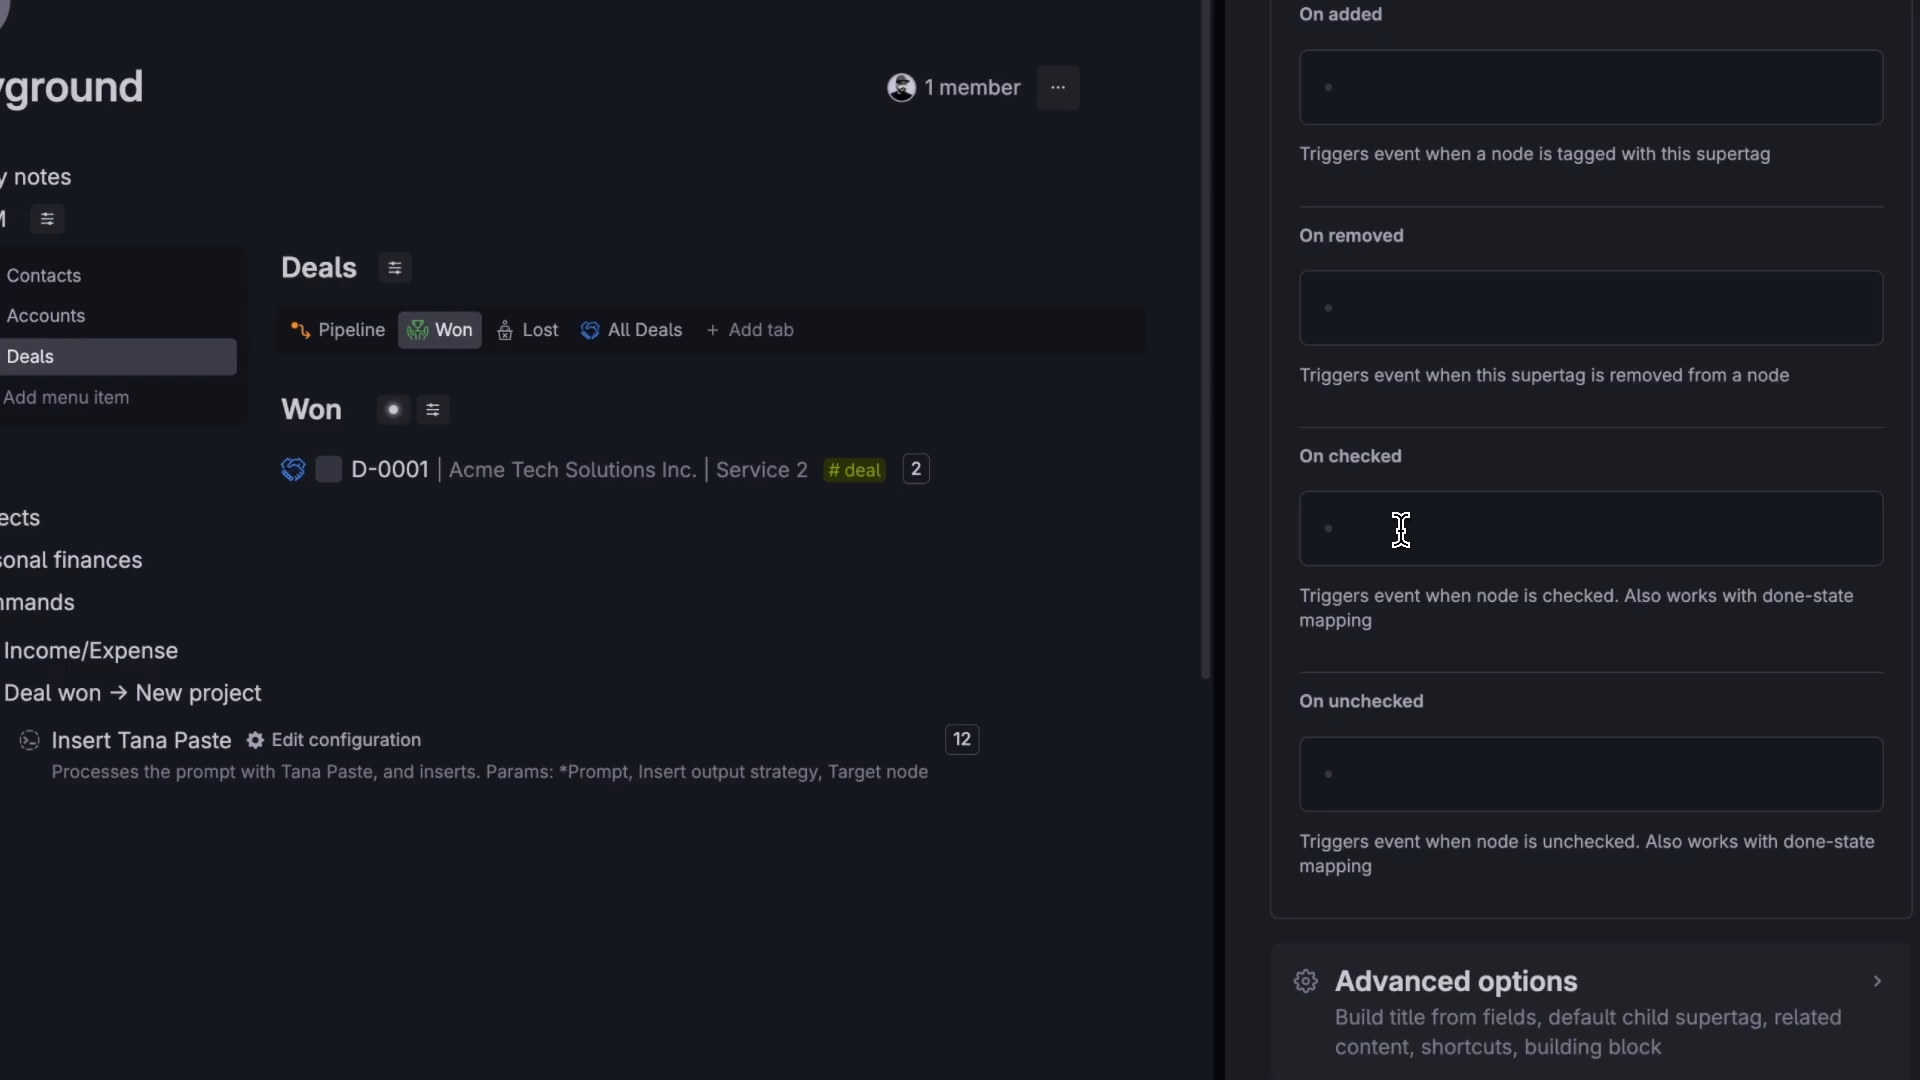 yground
1 member
...
y notes
M
Contacts
Accounts
Deals
Add menu item
Deals
Pipeline
Won
Lost
All Deals
+ Add tab
Won
D-0001 | Acme Tech Solutions Inc. | Service 2 # deal 2
ects
sonal finances
mmands
Income/Expense
Deal won → New project
Insert Tana Paste Edit configuration 12
Processes the prompt with Tana Paste, and inserts. Params: *Prompt, Insert output strategy, Target node
On added
Triggers event when a node is tagged with this supertag
On removed
Triggers event when this supertag is removed from a node
On checked
Triggers event when node is checked. Also works with done-state
mapping
On unchecked
Triggers event when node is unchecked. Also works with done-state
mapping
Advanced options
Build title from fields, default child supertag, related
content, shortcuts, building block